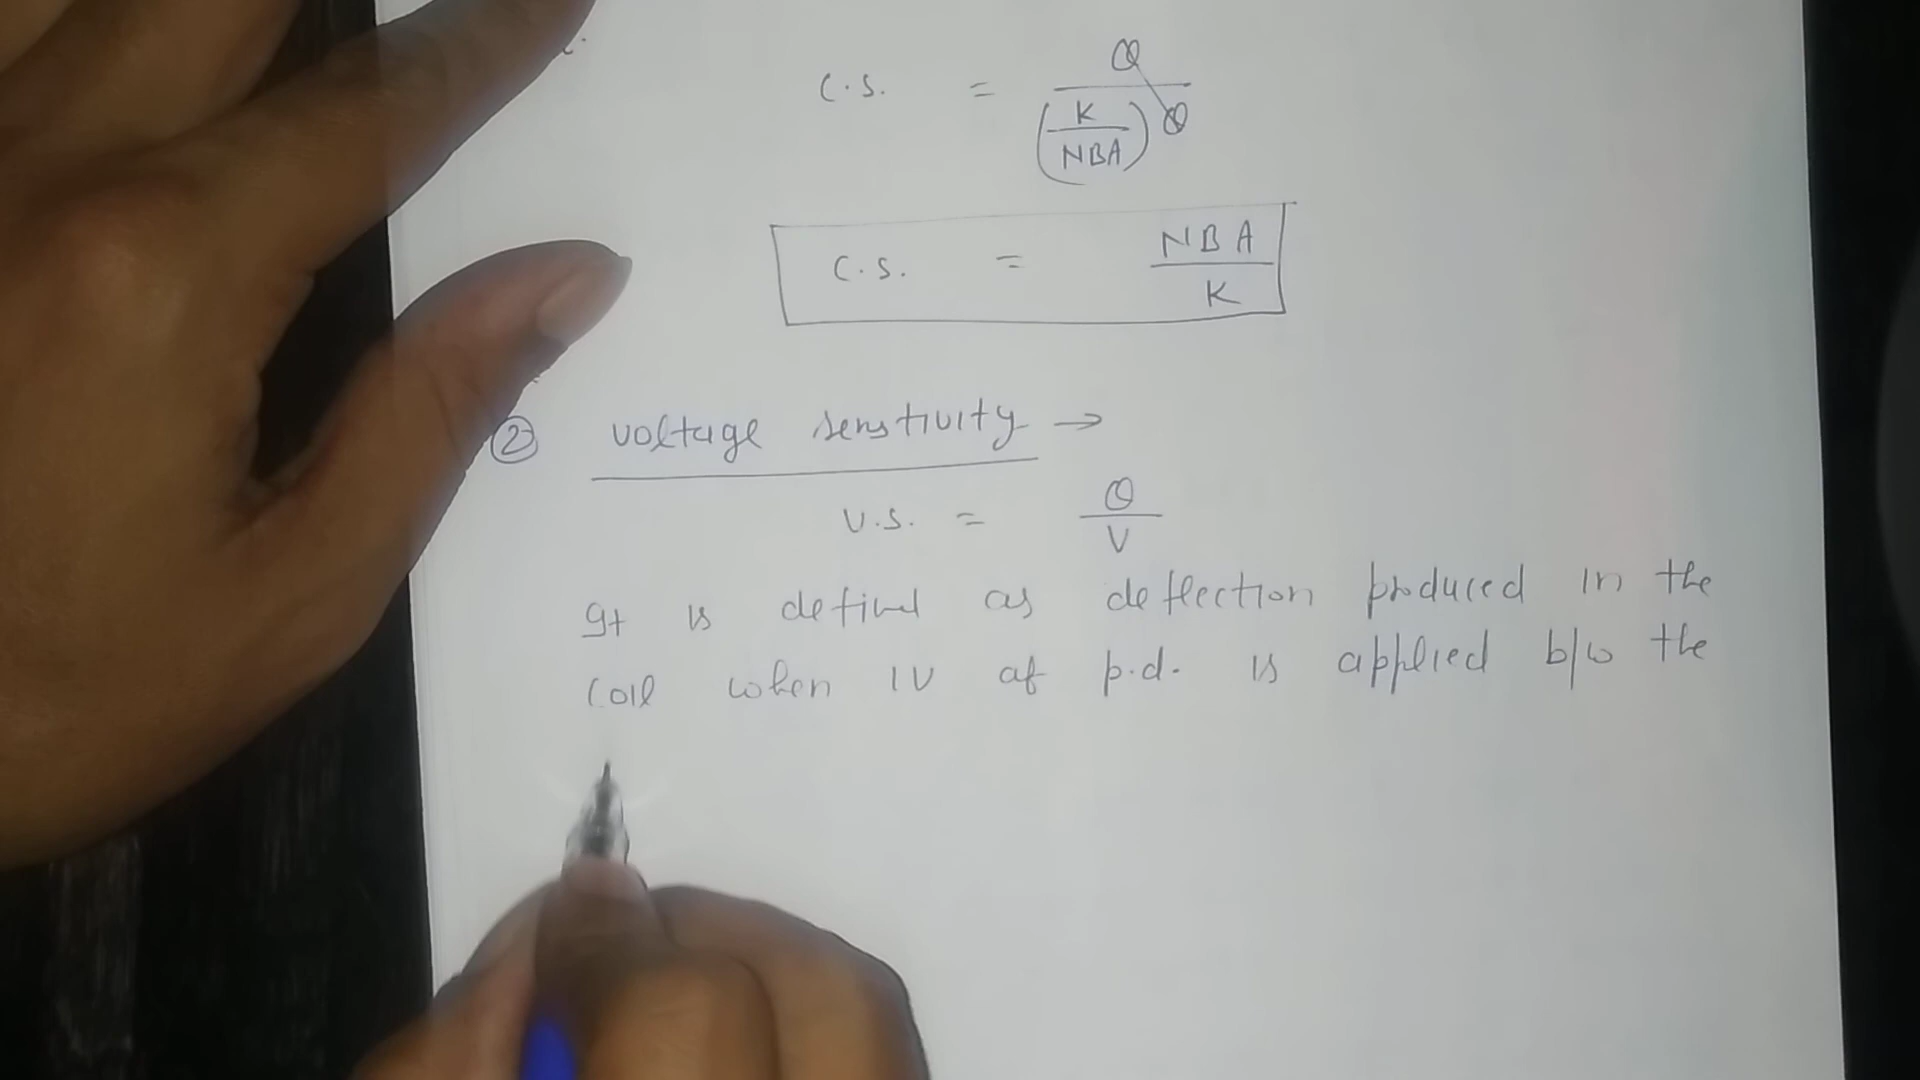 C.S. = θ / (K/NBA) θ
C.S. = NBA / K
② voltage senstivity →
V.S. = θ / V
It is defined as deflection produced in the
coil when 1V of p.d. is applied b/w the